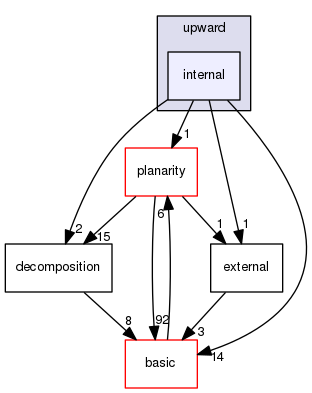 upward
internal
1
planarity
2
15
1
1
6
decomposition
external
8
92
3
14
basic